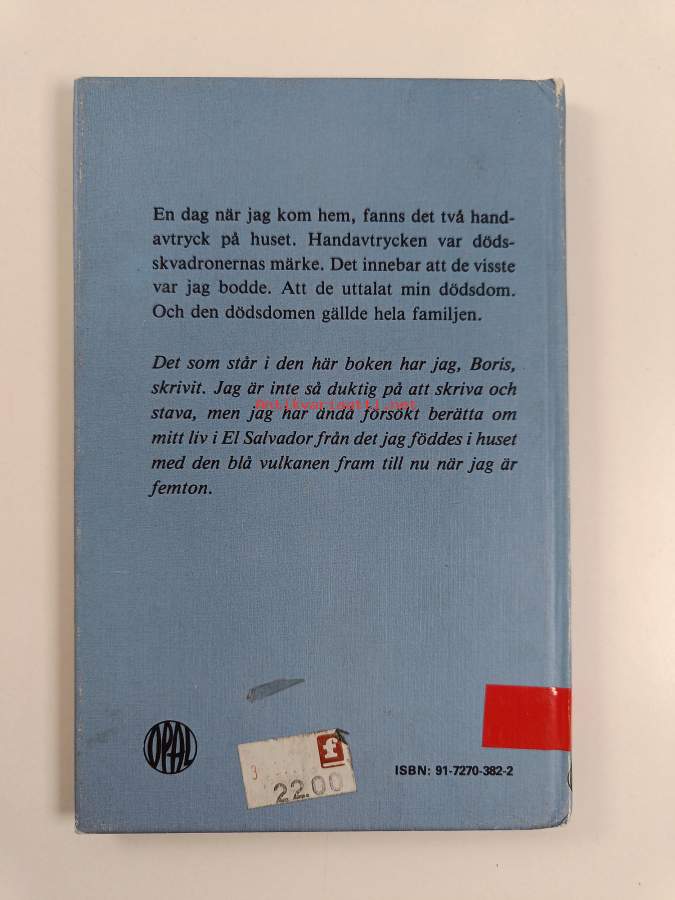 En dag när jag kom hem, fanns det två hand-
avtryck på huset. Handavtrycken var döds-
skvadronernas märke. Det innebar att de visste
var jag bodde. Att de uttalat min dödsdom.
Och den dödsdomen gällde hela familjen.
Det som står i den här boken har jag, Boris,
skrivit. Jag är inte så duktig på att skriva och
stava, men jag har ändå försökt berätta om
Antikvariaatti.net
mitt liv i El Salvador från det jag föddes i huset
med den blå vulkanen fram till nu när jag är
femton.
OPAL
f
3
22.00
ISBN: 91-7270-382-2